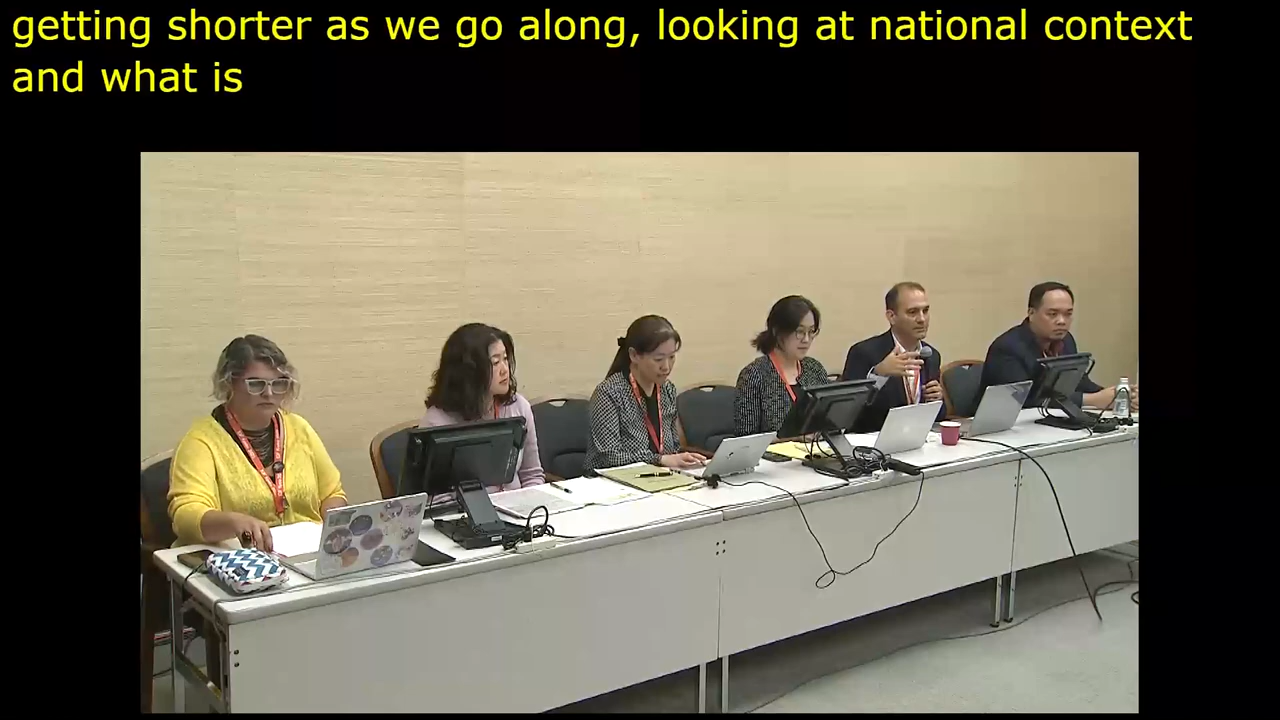 getting shorter as we go along, looking at national context
and what is